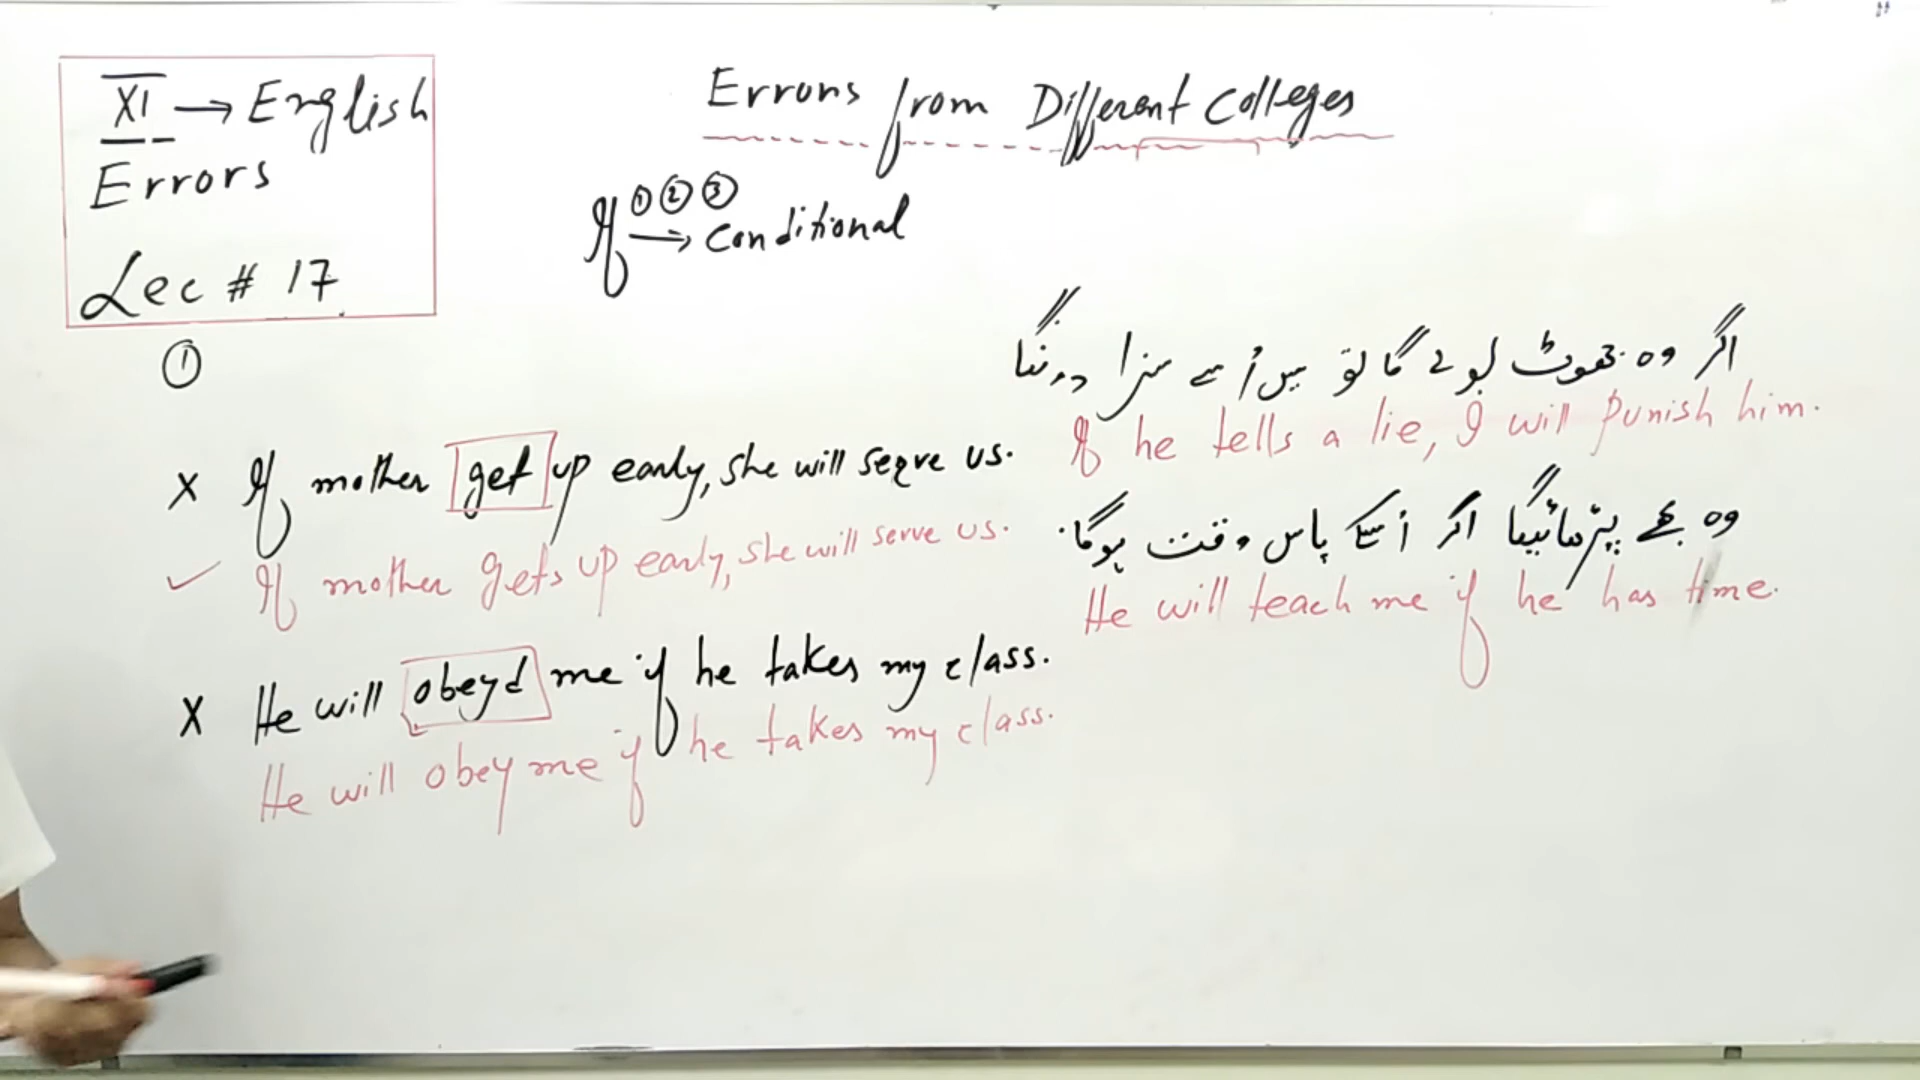 XI → English
Errors
Lec # 17
Errors from Different Colleges
① ② ③
If → Conditional
①
X If mother get up early, she will serve us.
✓ If mother gets up early, she will serve us.
X He will obeyd me if he takes my class.
He will obey me if he takes my class.
اگر وہ جھوٹ بولے گا تو میں اُسے سزا دونگا
If he tells a lie, I will punish him.
وہ مجھے پڑھائیگا اگر اُسکے پاس وقت ہوگا۔
He will teach me if he has time.